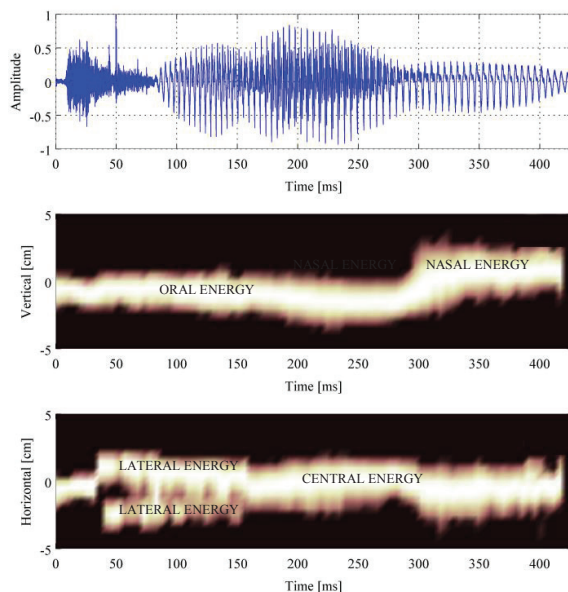 1
0.5
0
-0.5
-1
Amplitude
0 50 100 150 200 250 300 350 400
Time [ms]
5
0
-5
Vertical [cm]
NASAL ENERGY
NASAL ENERGY
ORAL ENERGY
0 50 100 150 200 250 300 350 400
Time [ms]
5
0
-5
Horizontal [cm]
LATERAL ENERGY
CENTRAL ENERGY
LATERAL ENERGY
0 50 100 150 200 250 300 350 400
Time [ms]